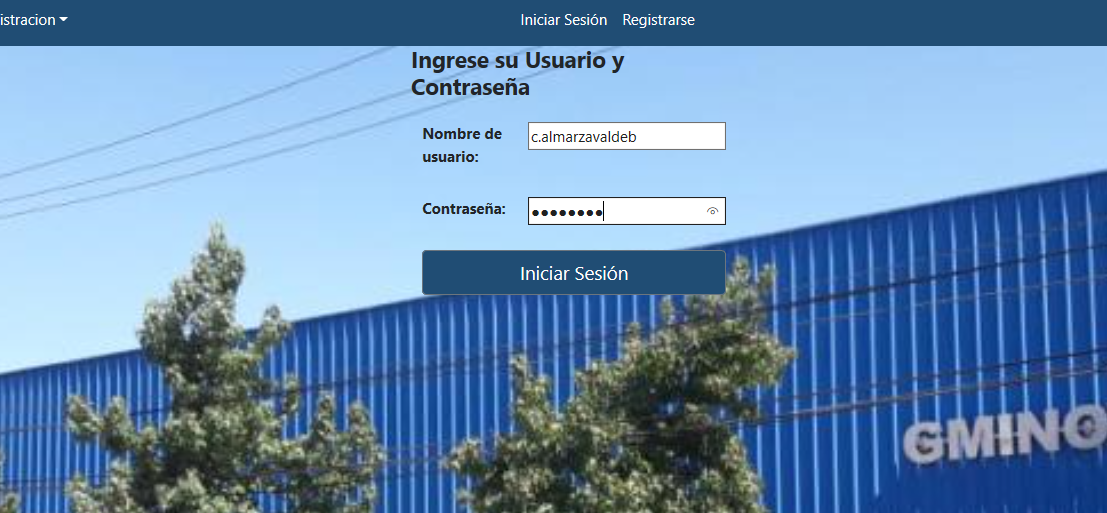 istracion
Iniciar Sesión Registrarse
Ingrese su Usuario y
Contraseña
Nombre de
usuario:
c.almarzavaldeb
Contraseña:
●●●●●●●●
Iniciar Sesión
GMINO